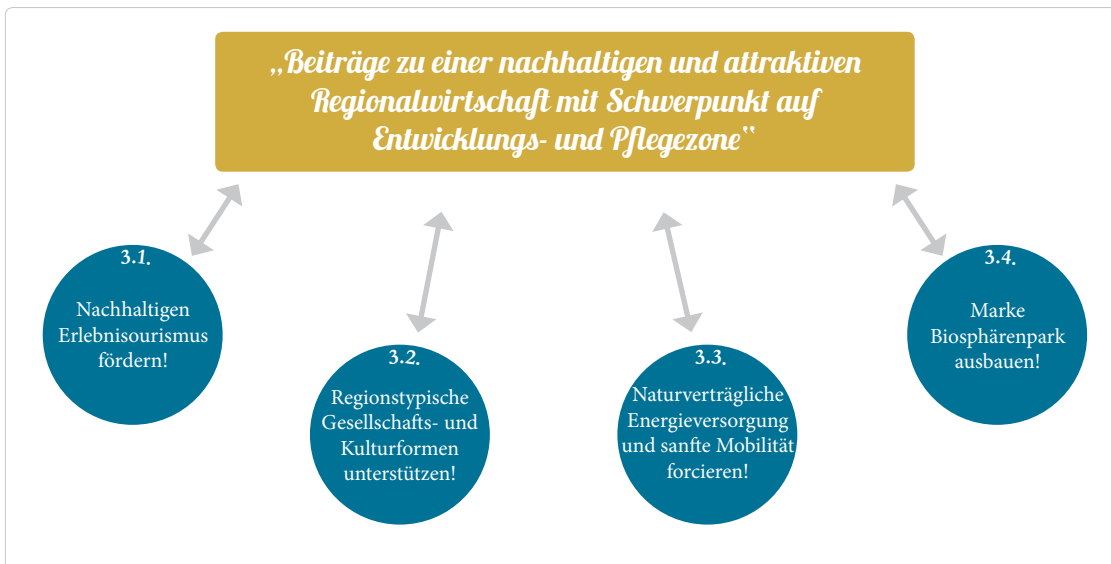 „Beiträge zu einer nachhaltigen und attraktiven
Regionalwirtschaft mit Schwerpunkt auf
Entwicklungs- und Pflegezone“
3.1.
Nachhaltigen
Erlebnisourismus
fördern!
3.2.
Regionstypische
Gesellschafts- und
Kulturformen
unterstützen!
3.3.
Naturverträgliche
Energieversorgung
und sanfte Mobilität
forcieren!
3.4.
Marke
Biosphärenpark
ausbauen!